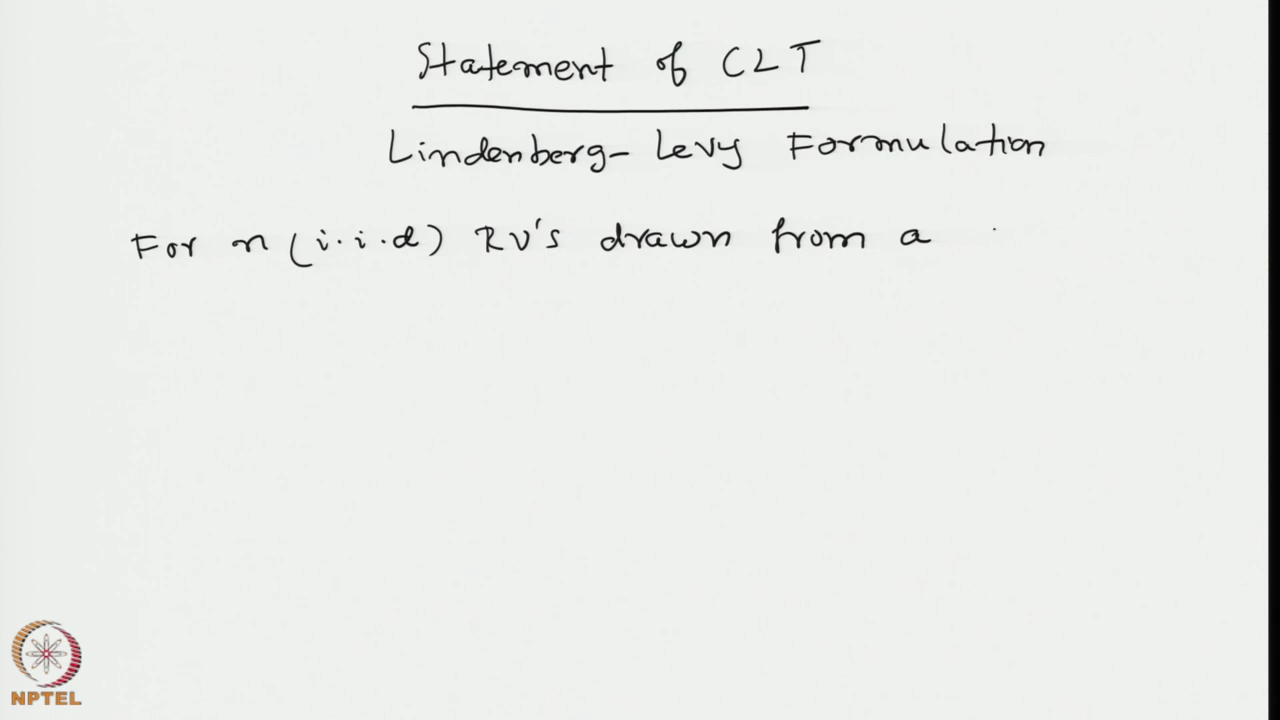 Statement of CLT
Lindenberg- Levy Formulation
For n (i.i.d) RV's drawn from a
NPTEL